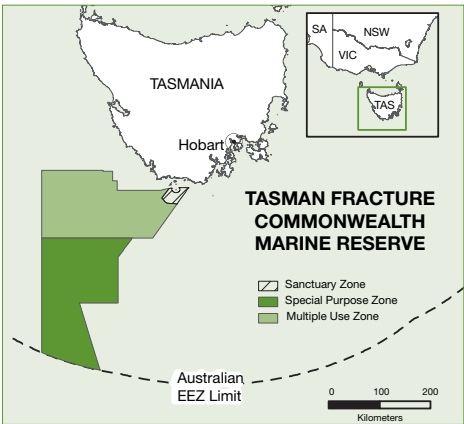 SA
NSW
VIC
TAS
TASMANIA
Hobart
TASMAN FRACTURE
COMMONWEALTH
MARINE RESERVE
Sanctuary Zone
Special Purpose Zone
Multiple Use Zone
Australian
EEZ Limit
0 100 200
Kilometers